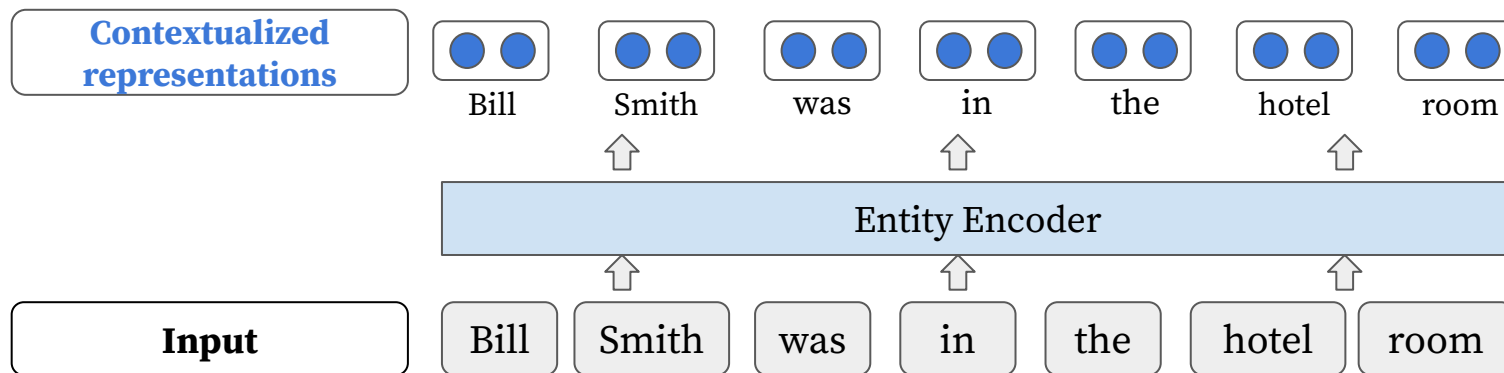 Contextualized
representations
Bill Smith was in the hotel room
Entity Encoder
Input
Bill Smith was in the hotel room